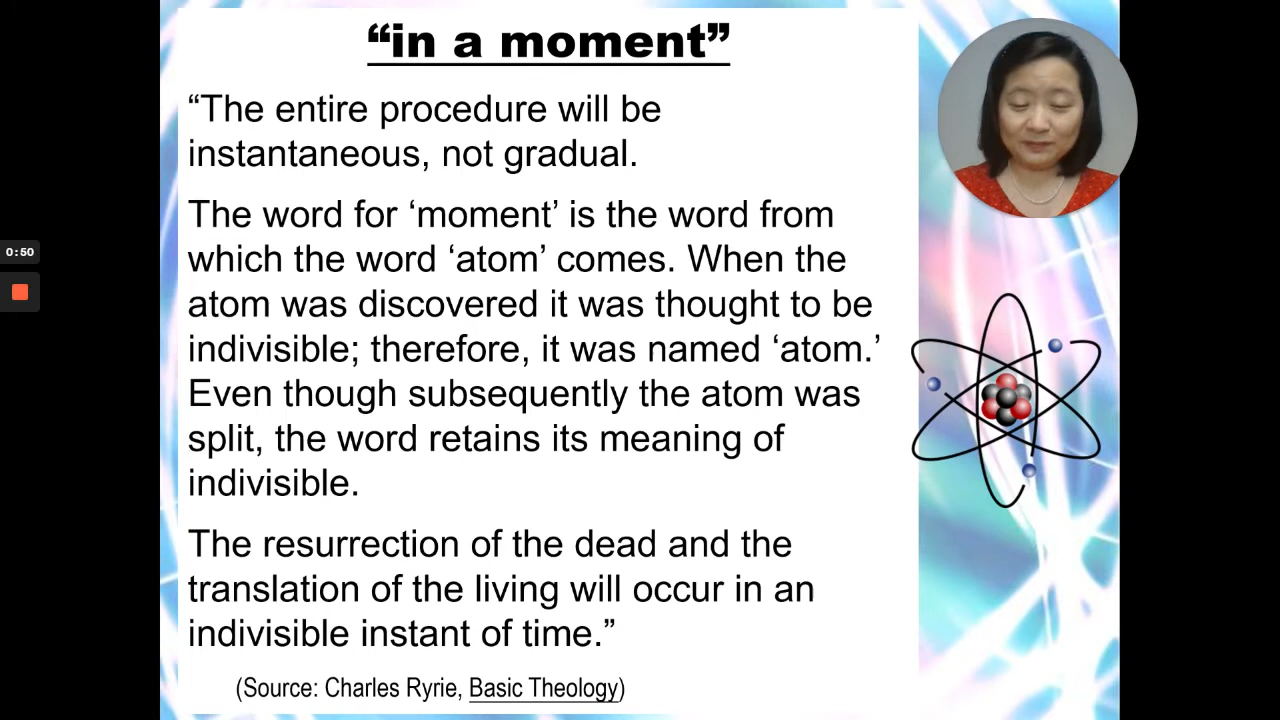 “in a moment”
“The entire procedure will be
instantaneous, not gradual.
The word for ‘moment’ is the word from
which the word ‘atom’ comes. When the
atom was discovered it was thought to be
indivisible; therefore, it was named ‘atom.’
Even though subsequently the atom was
split, the word retains its meaning of
indivisible.
The resurrection of the dead and the
translation of the living will occur in an
indivisible instant of time.”
(Source: Charles Ryrie, Basic Theology)
0:50